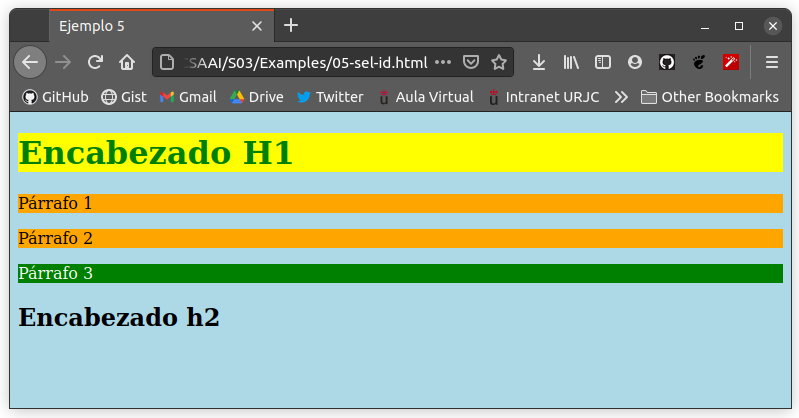 Ejemplo 5
SAAI/S03/Examples/05-sel-id.html
GitHub Gist Gmail Drive Twitter Aula Virtual Intranet URJC Other Bookmarks
Encabezado H1
Párrafo 1
Párrafo 2
Párrafo 3
Encabezado h2